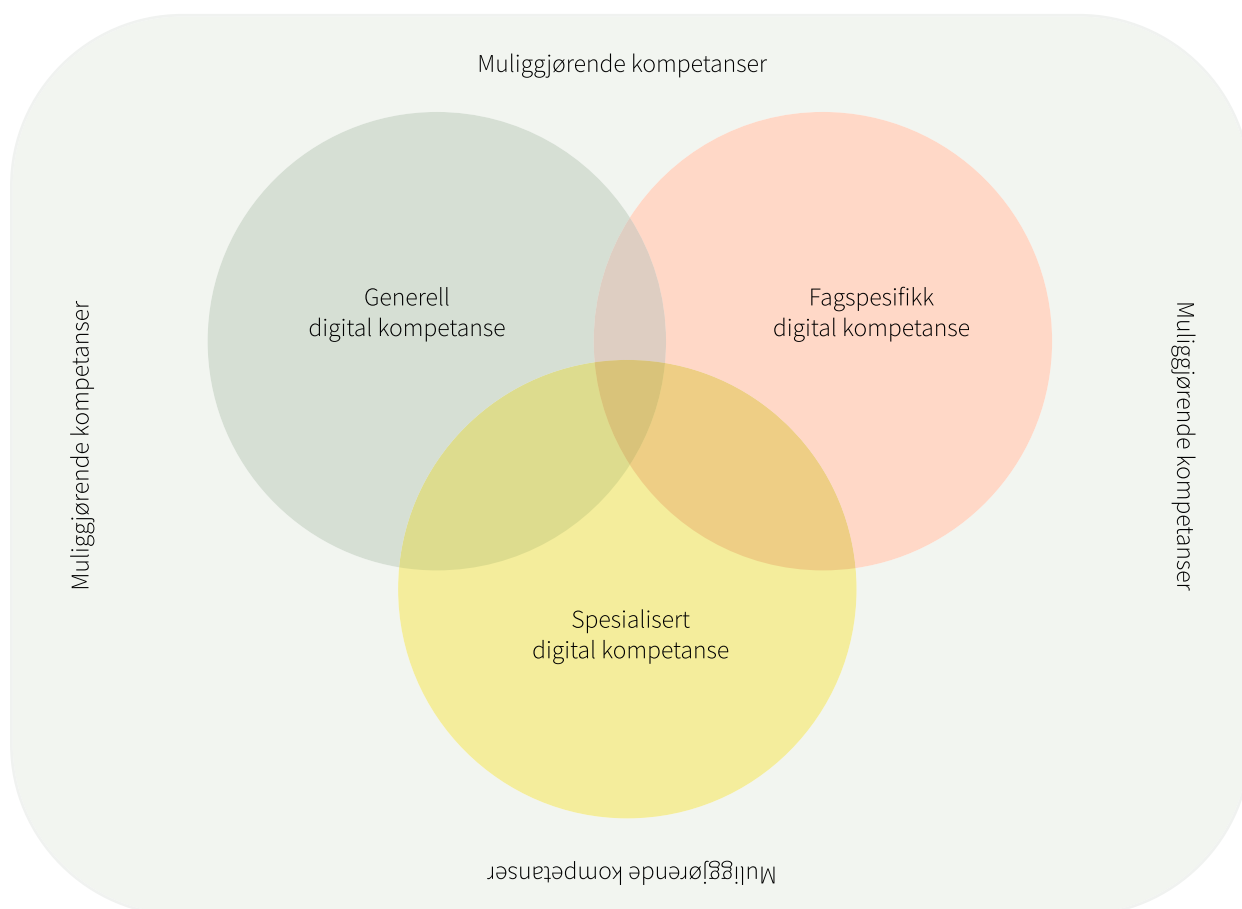 Muliggjørende kompetanser
Generell
digital kompetanse
Fagspesifikk
digital kompetanse
Muliggjørende kompetanser
Muliggjørende kompetanser
Spesialisert
digital kompetanse
Muliggjørende kompetanser